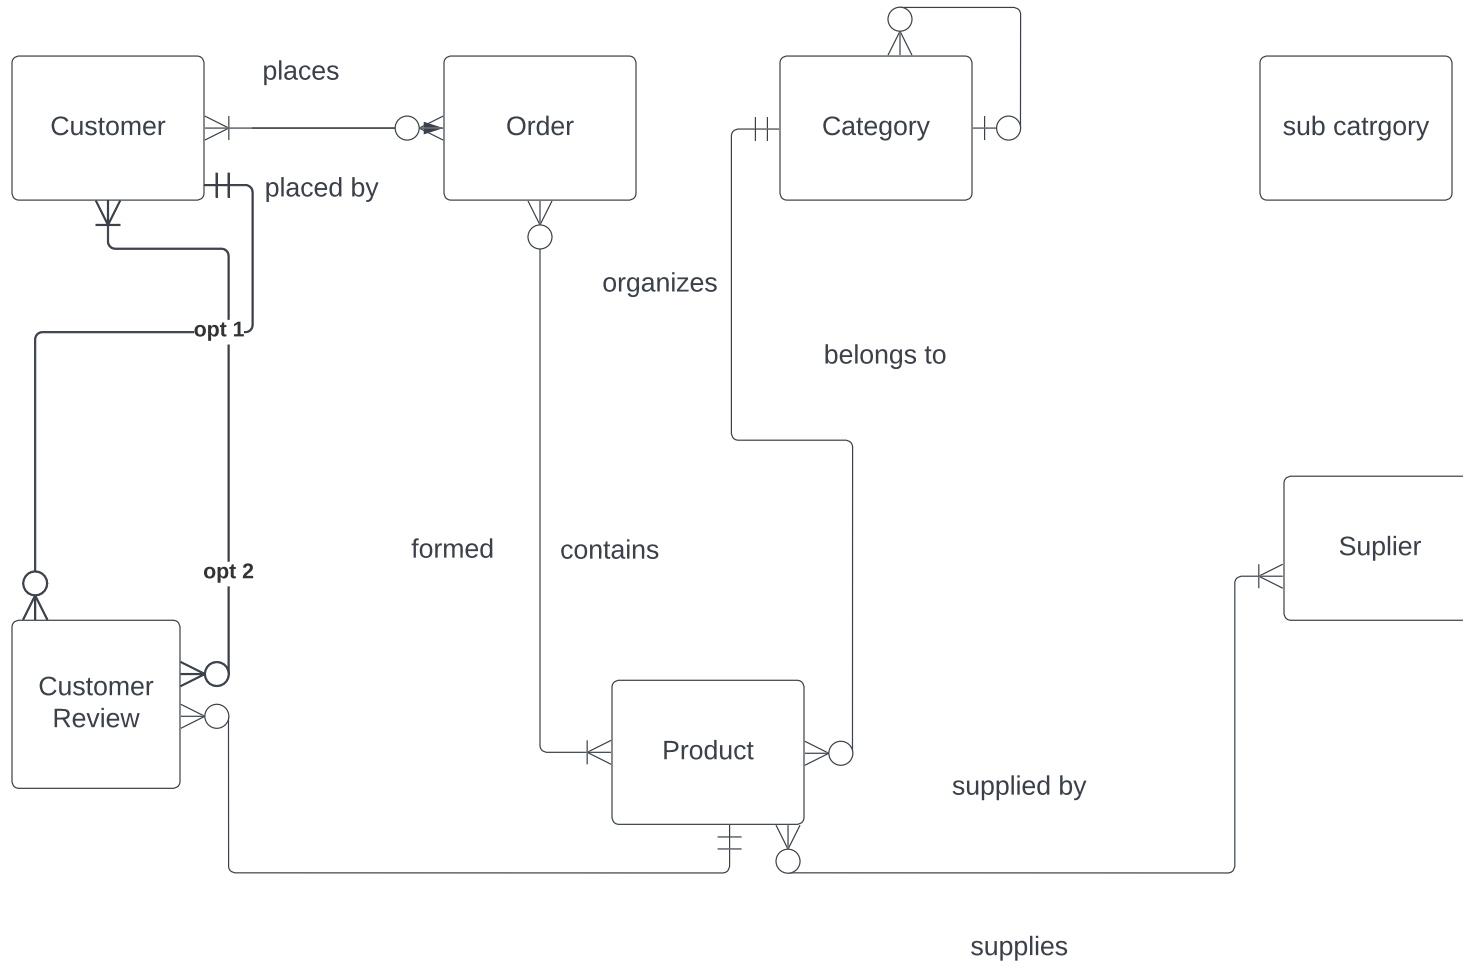 places
Customer
Order
Category
sub catrgory
placed by
organizes
opt 1
belongs to
formed
contains
Suplier
opt 2
Customer
Review
Product
supplied by
supplies